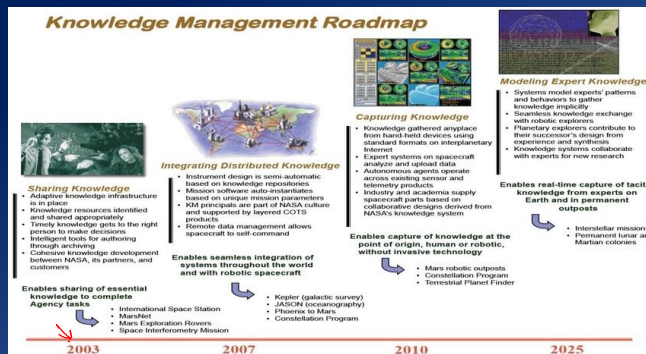 Knowledge Management Roadmap
Sharing Knowledge
• Adaptive knowledge infrastructure
is in place
• Knowledge resources identified
and shared appropriately
• Timely knowledge gets to the right
person to make decisions
• Intelligent tools for authoring
through archiving
• Cohesive knowledge development
between NASA, its partners, and
customers
Enables sharing of essential
knowledge to complete
Agency tasks
• International Space Station
• MarsNet
• Mars Exploration Rovers
• Space Interferometry Mission
2003
Integrating Distributed Knowledge
• Instrument design is semi-automatic
based on knowledge repositories
• Mission software auto-instantiates
based on unique mission parameters
• KM principals are part of NASA culture
and supported by layered COTS
products
• Remote data management allows
spacecraft to self-command
Enables seamless integration of
systems throughout the world
and with robotic spacecraft
• Kepler (galactic survey)
• JASON (oceanography)
• Phoenix to Mars
• Constellation Program
2007
Capturing Knowledge
• Knowledge gathered anyplace
from hand-held devices using
standard formats on interplanetary
Internet
• Expert systems on spacecraft
analyze and upload data
• Autonomous agents operate
across existing sensor and
telemetry products
• Industry and academia supply
spacecraft parts based on
collaborative designs derived from
NASA's knowledge system
Enables capture of knowledge at the
point of origin, human or robotic,
without invasive technology
• Mars robotic outposts
• Constellation Program
• Terrestrial Planet Finder
2010
Modeling Expert Knowledge
• Systems model experts' patterns
and behaviors to gather
knowledge implicitly
• Seamless knowledge exchange
with robotic explorers
• Planetary explorers contribute to
their successor's design from
experience and synthesis
• Knowledge systems collaborate
with experts for new research
Enables real-time capture of tacit
knowledge from experts on
Earth and in permanent
outposts
• Interstellar mission
• Permanent lunar an
Martian colonies
2025